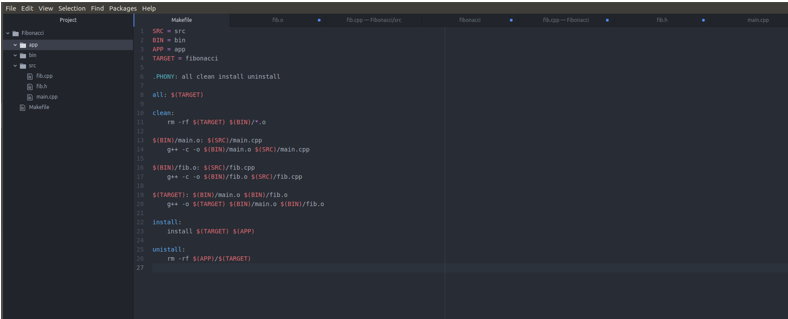 File Edit View Selection Find Packages Help
Project
Makefile
fib.o
fib.cpp — Fibonacci/src
fibonacci
fib.cpp — Fibonacci
fib.h
main.cpp
Fibonacci
app
bin
src
fib.cpp
fib.h
main.cpp
Makefile
1 SRC = src
2 BIN = bin
3 APP = app
4 TARGET = fibonacci
5
6 .PHONY: all clean install uninstall
7
8 all: $(TARGET)
9
10 clean:
11 rm -rf $(TARGET) $(BIN)/*.o
12
13 $(BIN)/main.o: $(SRC)/main.cpp
14 g++ -c -o $(BIN)/main.o $(SRC)/main.cpp
15
16 $(BIN)/fib.o: $(SRC)/fib.cpp
17 g++ -c -o $(BIN)/fib.o $(SRC)/fib.cpp
18
19 $(TARGET): $(BIN)/main.o $(BIN)/fib.o
20 g++ -o $(TARGET) $(BIN)/main.o $(BIN)/fib.o
21
22 install:
23 install $(TARGET) $(APP)
24
25 unistall:
26 rm -rf $(APP)/$(TARGET)
27